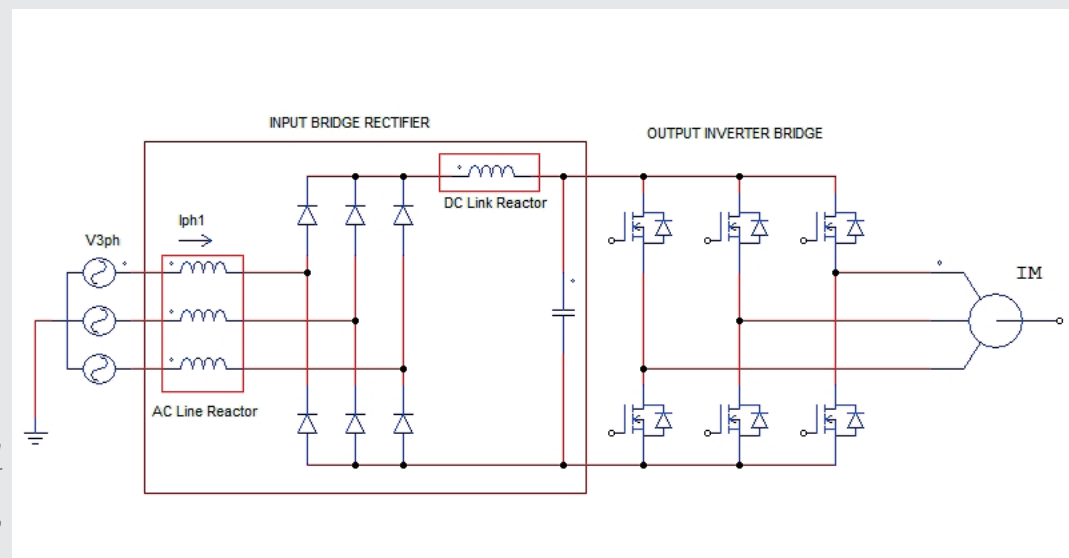 INPUT BRIDGE RECTIFIER
OUTPUT INVERTER BRIDGE
DC Link Reactor
Iph1
V3ph
IM
AC Line Reactor